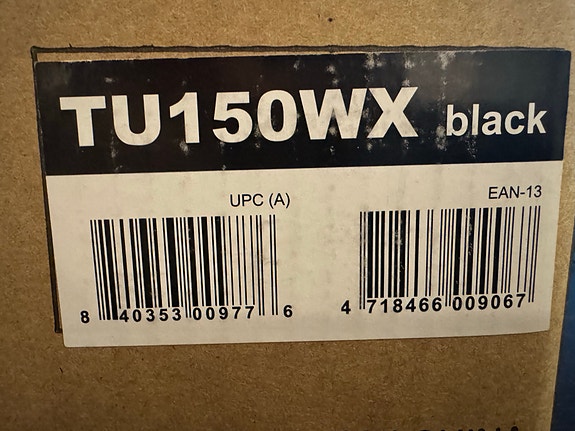 TU150WX black
UPC (A)
EAN-13
8 40353 00977 6
4 718466 009067